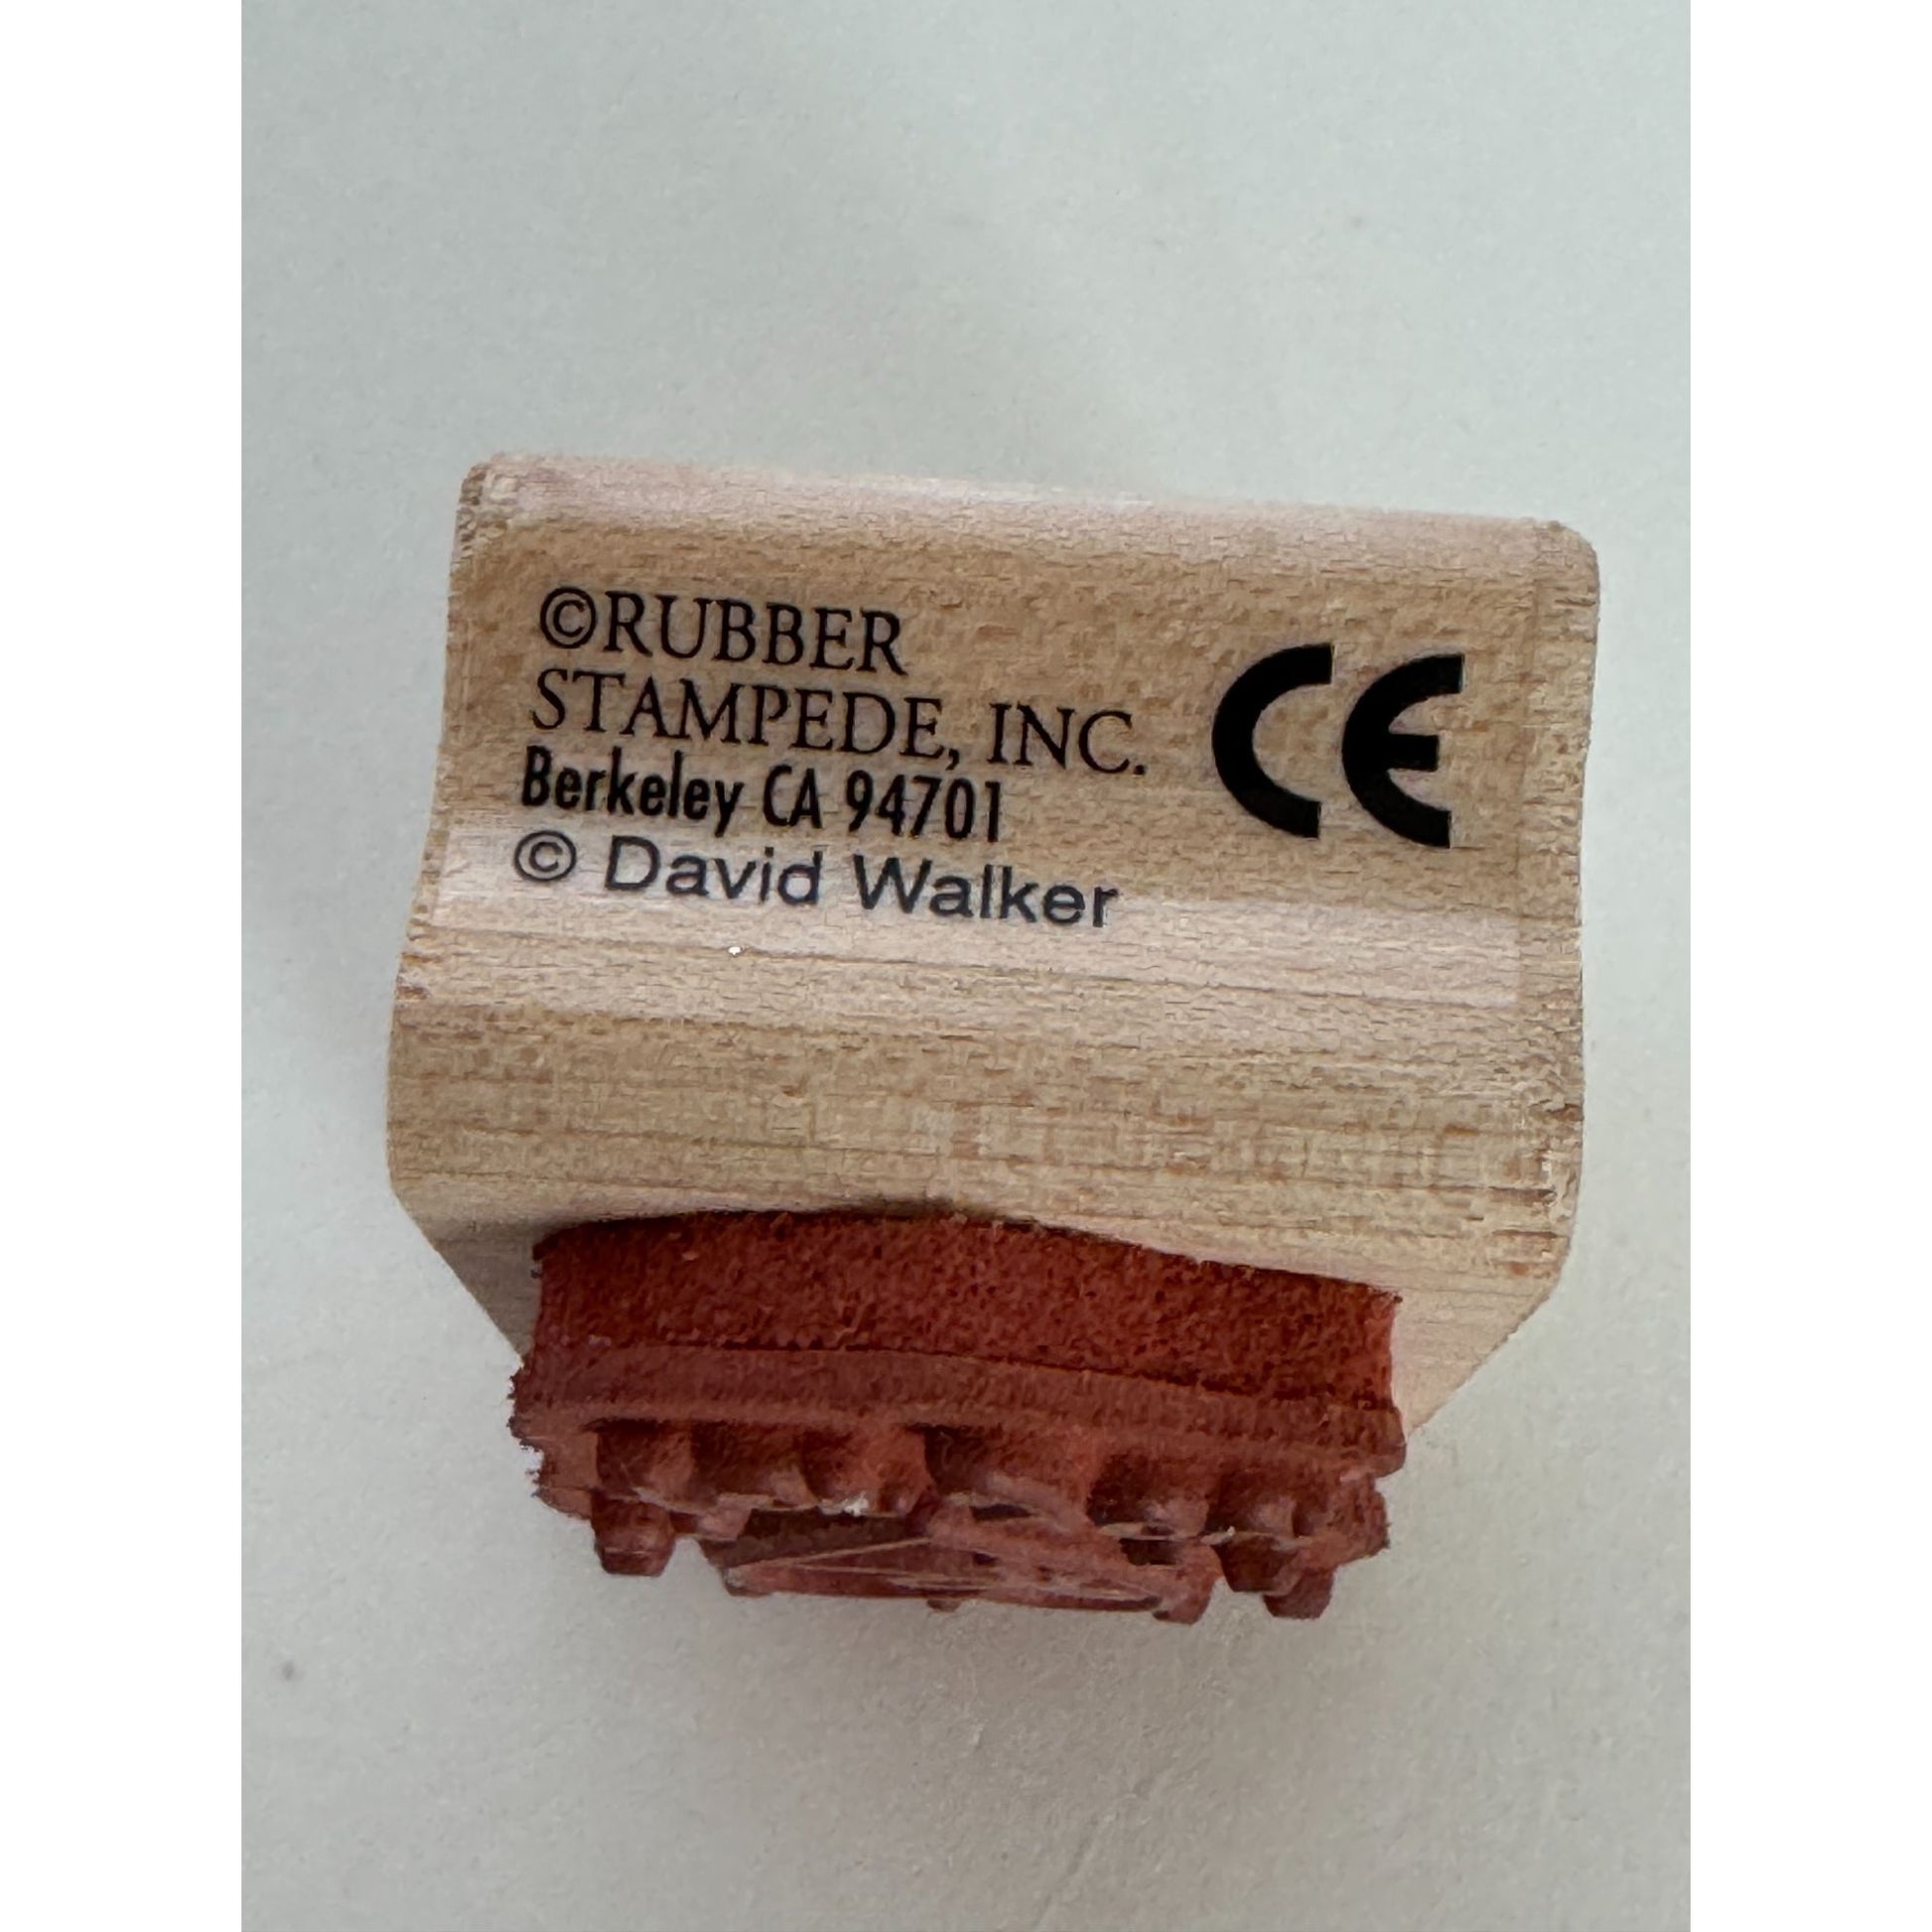 ©RUBBER
STAMPEDE, INC.
Berkeley CA 94701
© David Walker
CE